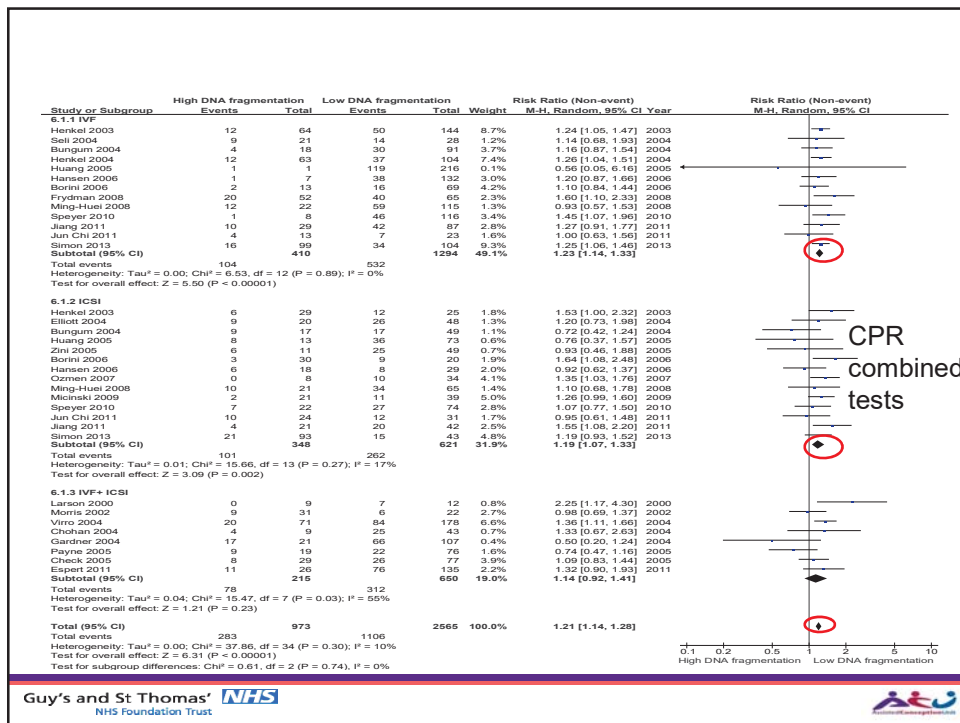 High DNA fragmentation Low DNA fragmentation Risk Ratio (Non-event) Risk Ratio (Non-event)
Study or Subgroup Events Total Events Total Weight M-H, Random, 95% CI Year M-H, Random, 95% CI
6.1.1 IVF
Henkel 2003 12 64 50 144 8.7% 1.24 [1.05, 1.47] 2003
Seli 2004 9 21 14 28 1.6% 1.14 [0.68, 1.93] 2004
Bungum 2004 4 18 30 91 4.1% 1.16 [0.87, 1.54] 2004
Henkel 2004 12 63 37 104 7.4% 1.26 [1.04, 1.51] 2004
Huang 2005 1 1 119 216 0.1% 0.56 [0.05, 6.16] 2005
Hansen 2006 1 7 38 132 3.1% 1.20 [0.87, 1.66] 2006
Borini 2006 2 13 16 69 4.2% 1.10 [0.84, 1.44] 2006
Frydman 2008 20 52 40 65 2.8% 1.60 [1.10, 2.33] 2008
Ming-Huei 2008 12 22 59 115 1.4% 0.93 [0.57, 1.53] 2008
Speyer 2010 1 8 46 116 3.4% 1.45 [1.07, 1.96] 2010
Jiang 2011 10 29 42 87 2.9% 1.27 [0.91, 1.77] 2011
Jun Chi 2011 4 13 7 23 1.6% 1.00 [0.63, 1.56] 2011
Simon 2013 16 99 34 104 9.3% 1.25 [1.06, 1.46] 2013
Subtotal (95% CI) 410 1294 49.1% 1.23 [1.14, 1.33]
Total events 104 532
Heterogeneity: Tau² = 0.00; Chi² = 6.53, df = 12 (P = 0.89); I² = 0%
Test for overall effect: Z = 5.50 (P < 0.00001)
6.1.2 ICSI
Henkel 2003 6 29 12 25 1.8% 1.53 [1.00, 2.32] 2003
Elliott 2004 9 20 26 48 1.8% 1.20 [0.73, 1.98] 2004
Bungum 2004 9 17 17 49 1.2% 0.72 [0.42, 1.24] 2004
Huang 2005 8 13 36 73 0.7% 0.76 [0.37, 1.57] 2005
Zini 2005 6 11 25 49 0.9% 0.93 [0.46, 1.88] 2005
Borini 2006 3 30 9 20 1.9% 1.64 [1.08, 2.48] 2006
Hansen 2006 6 18 8 29 2.0% 0.92 [0.62, 1.37] 2006
Ozmen 2007 0 8 10 34 4.3% 1.35 [1.03, 1.76] 2007
Ming-Huei 2008 10 21 34 65 1.4% 1.10 [0.68, 1.78] 2008
Micinski 2009 2 21 11 39 5.2% 1.26 [0.99, 1.60] 2009
Speyer 2010 7 22 27 74 2.8% 1.07 [0.77, 1.50] 2010
Jun Chi 2011 10 24 12 31 1.6% 0.95 [0.61, 1.48] 2011
Jiang 2011 4 21 20 42 2.7% 1.55 [1.08, 2.20] 2011
Simon 2013 21 93 15 43 4.8% 1.19 [0.93, 1.52] 2013
Subtotal (95% CI) 348 621 31.9% 1.19 [1.07, 1.33]
Total events 101 262
Heterogeneity: Tau² = 0.01; Chi² = 15.66, df = 13 (P = 0.27); I² = 17%
Test for overall effect: Z = 3.09 (P = 0.002)
CPR
combined
tests
6.1.3 IVF+ ICSI
Larson 2000 0 9 7 12 0.8% 2.25 [1.17, 4.30] 2000
Morris 2002 9 31 6 22 2.7% 0.98 [0.69, 1.37] 2002
Virro 2004 20 71 84 178 6.6% 1.36 [1.11, 1.66] 2004
Chohan 2004 4 9 25 43 0.8% 1.33 [0.67, 2.63] 2004
Gardner 2004 17 21 66 107 0.5% 0.50 [0.20, 1.24] 2004
Payne 2005 9 19 22 76 1.7% 0.74 [0.47, 1.16] 2005
Check 2005 8 29 26 77 3.9% 1.09 [0.83, 1.44] 2005
Espert 2011 11 26 76 135 2.2% 1.32 [0.90, 1.93] 2011
Subtotal (95% CI) 215 650 19.0% 1.14 [0.92, 1.41]
Total events 78 312
Heterogeneity: Tau² = 0.04; Chi² = 15.47, df = 7 (P = 0.03); I² = 55%
Test for overall effect: Z = 1.21 (P = 0.23)
Total (95% CI) 973 2565 100.0% 1.21 [1.14, 1.28]
Total events 283 1106
Heterogeneity: Tau² = 0.00; Chi² = 37.86, df = 34 (P = 0.30); I² = 10%
Test for overall effect: Z = 6.31 (P < 0.00001)
Test for subgroup differences: Chi² = 0.61, df = 2 (P = 0.74), I² = 0%
0.1 0.2 0.5 1 2 5 10
High DNA fragmentation Low DNA fragmentation
Guy's and St Thomas' NHS
NHS Foundation Trust
AssistedConceptionUnit